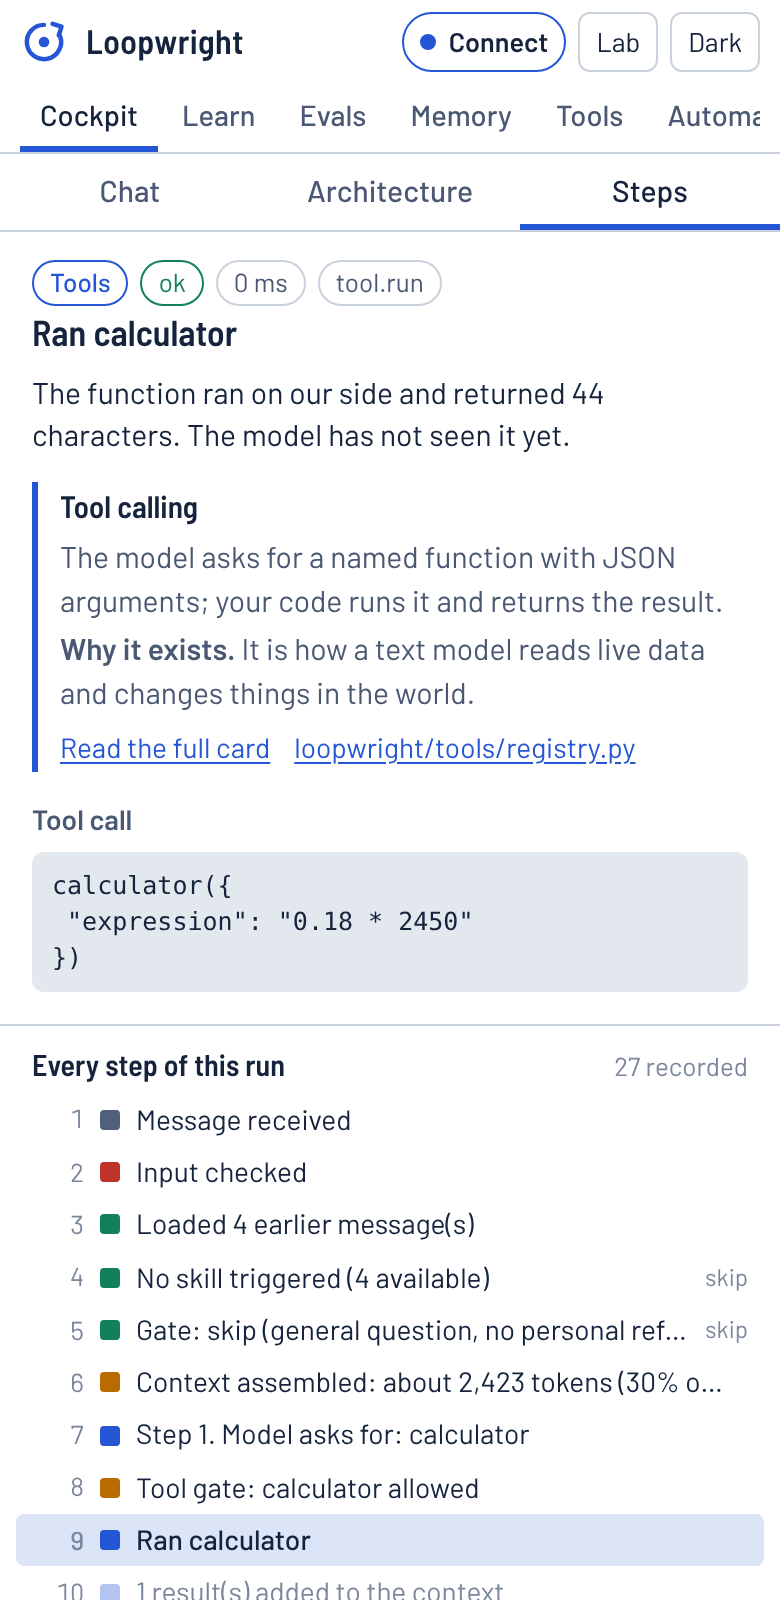 Loopwright
Connect
Lab
Dark
Cockpit Learn Evals Memory Tools Automa
Chat Architecture Steps
Tools ok 0 ms tool.run
Ran calculator
The function ran on our side and returned 44
characters. The model has not seen it yet.
Tool calling
The model asks for a named function with JSON
arguments; your code runs it and returns the result.
Why it exists. It is how a text model reads live data
and changes things in the world.
Read the full card loopwright/tools/registry.py
Tool call
calculator({
 "expression": "0.18 * 2450"
})
Every step of this run 27 recorded
1 Message received
2 Input checked
3 Loaded 4 earlier message(s)
4 No skill triggered (4 available) skip
5 Gate: skip (general question, no personal ref... skip
6 Context assembled: about 2,423 tokens (30% o...
7 Step 1. Model asks for: calculator
8 Tool gate: calculator allowed
9 Ran calculator
10 1 result(s) added to the context